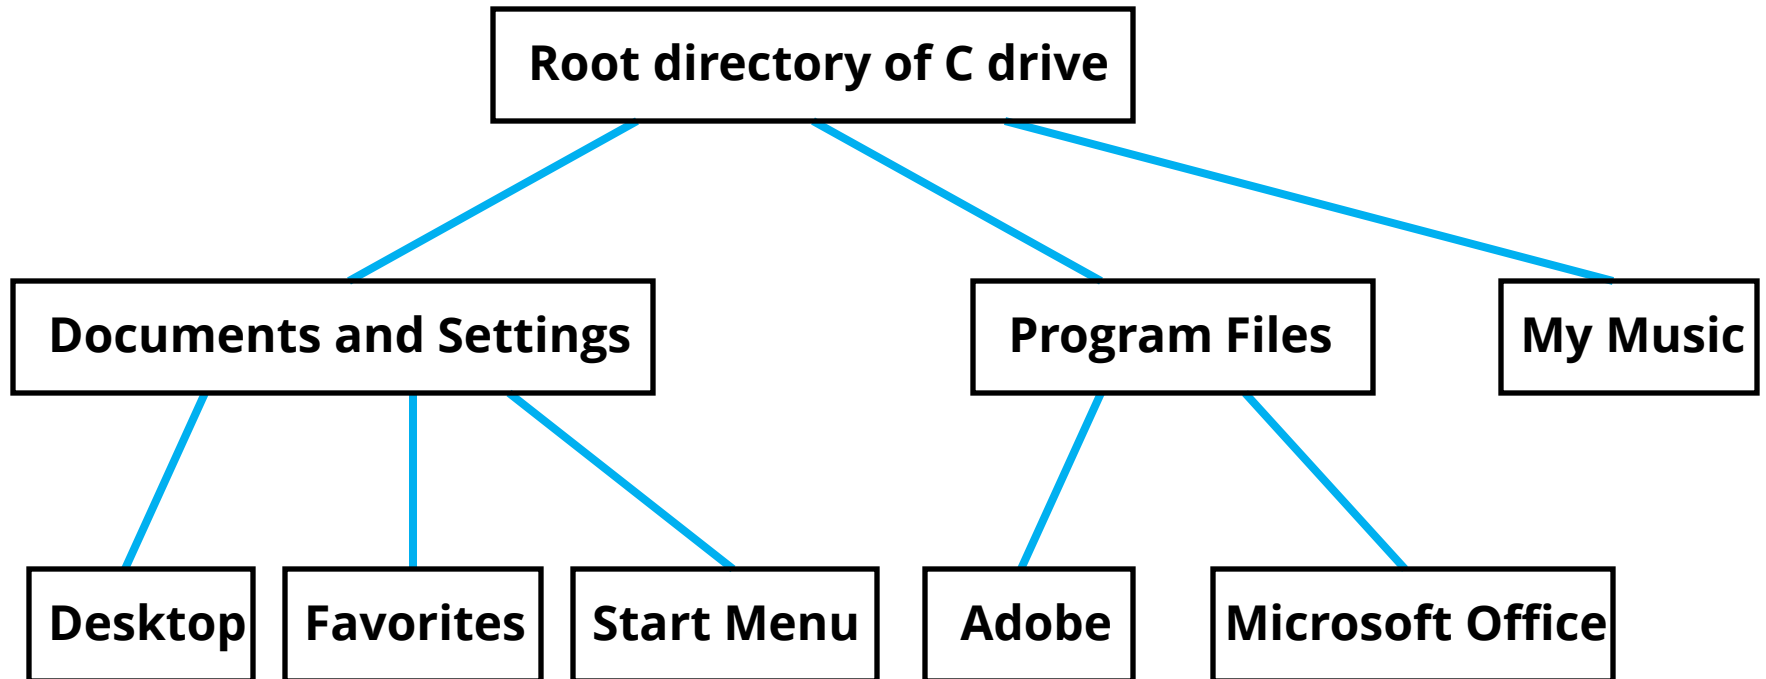 Root directory of C drive
Documents and Settings
Program Files
My Music
Desktop
Favorites
Start Menu
Adobe
Microsoft Office